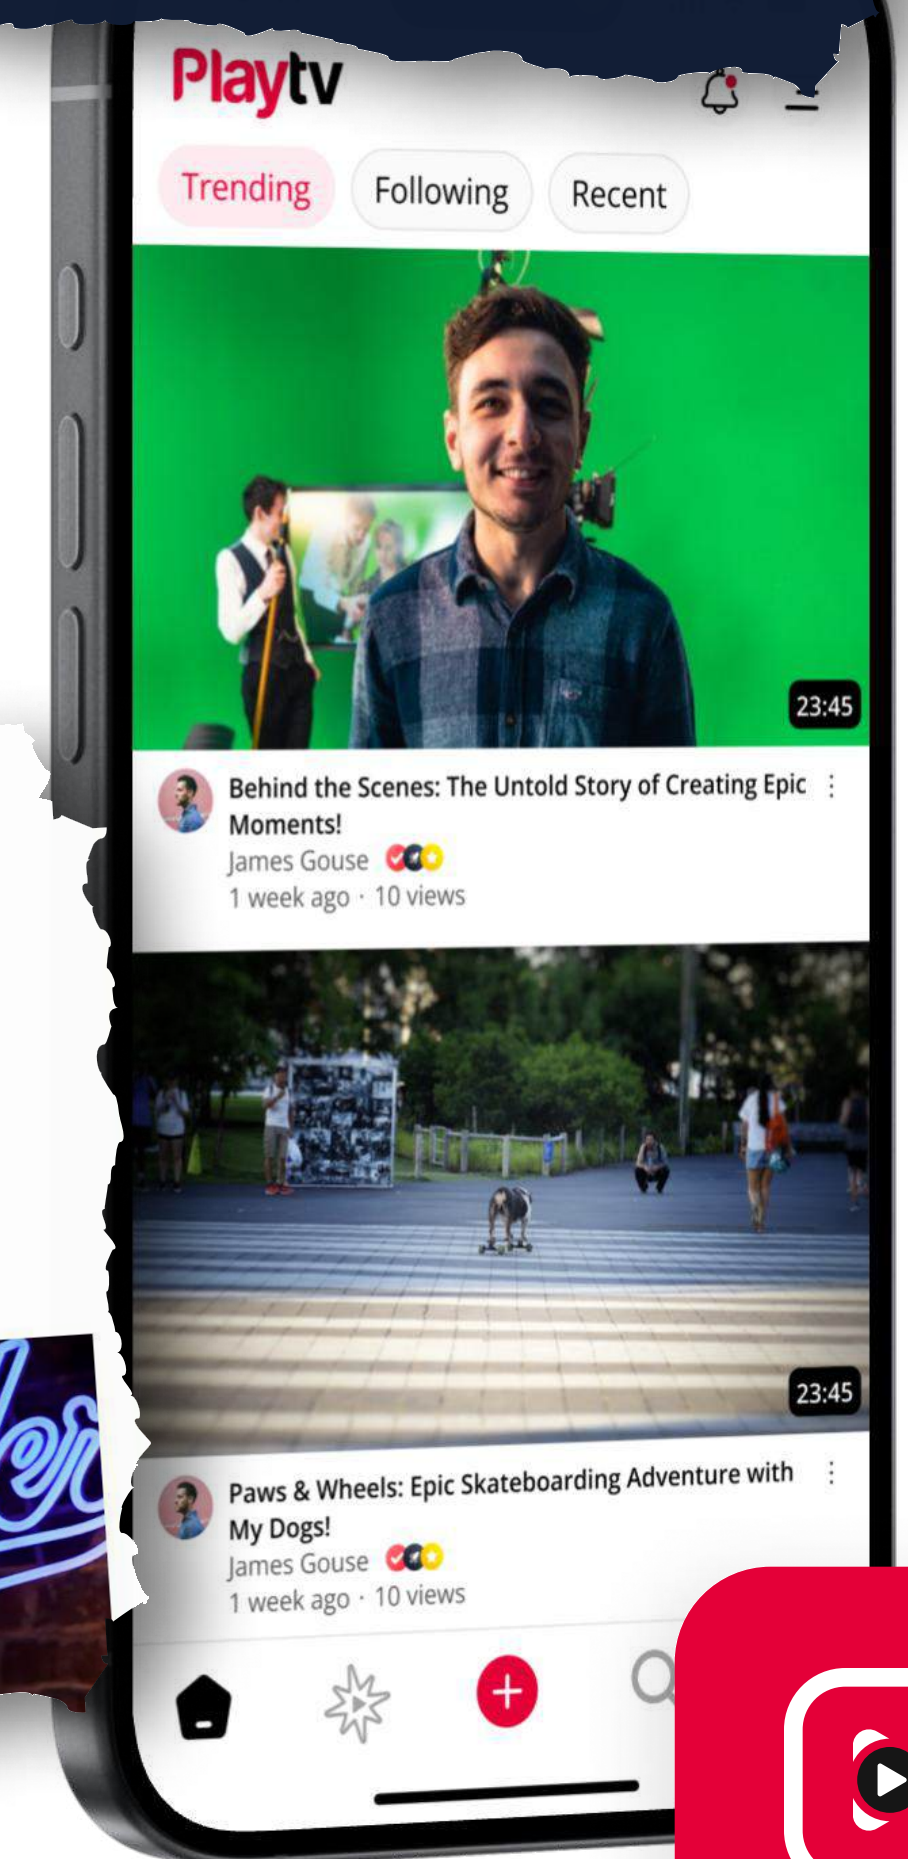 Playtv
Trending
Following
Recent
23:45
Behind the Scenes: The Untold Story of Creating Epic
Moments!
James Gouse
1 week ago · 10 views
23:45
Paws & Wheels: Epic Skateboarding Adventure with
My Dogs!
James Gouse
1 week ago · 10 views